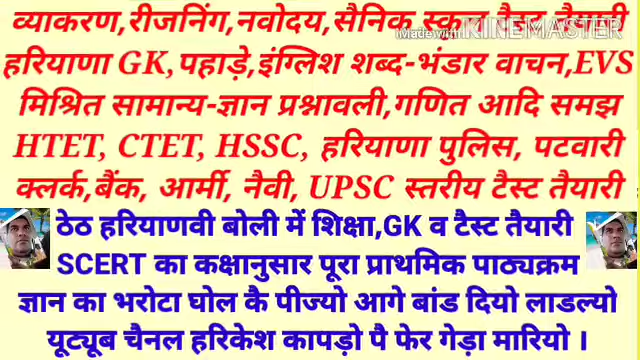 व्याकरण,रीजनिंग,नवोदय,सैनिक स्कूल टैस्ट तैयारी
Made with KINEMASTER
हरियाणा GK,पहाड़े,इंग्लिश शब्द-भंडार वाचन,EVS
मिश्रित सामान्य-ज्ञान प्रश्नावली,गणित आदि समझ
HTET, CTET, HSSC, हरियाणा पुलिस, पटवारी
क्लर्क,बैंक, आर्मी, नैवी, UPSC स्तरीय टैस्ट तैयारी
ठेठ हरियाणवी बोली में शिक्षा,GK व टैस्ट तैयारी
SCERT का कक्षानुसार पूरा प्राथमिक पाठ्यक्रम
ज्ञान का भरोटा घोल कै पीज्यो आगे बांड दियो लाडल्यो
यूट्यूब चैनल हरिकेश कापड़ो पै फेर गेड़ा मारियो ।